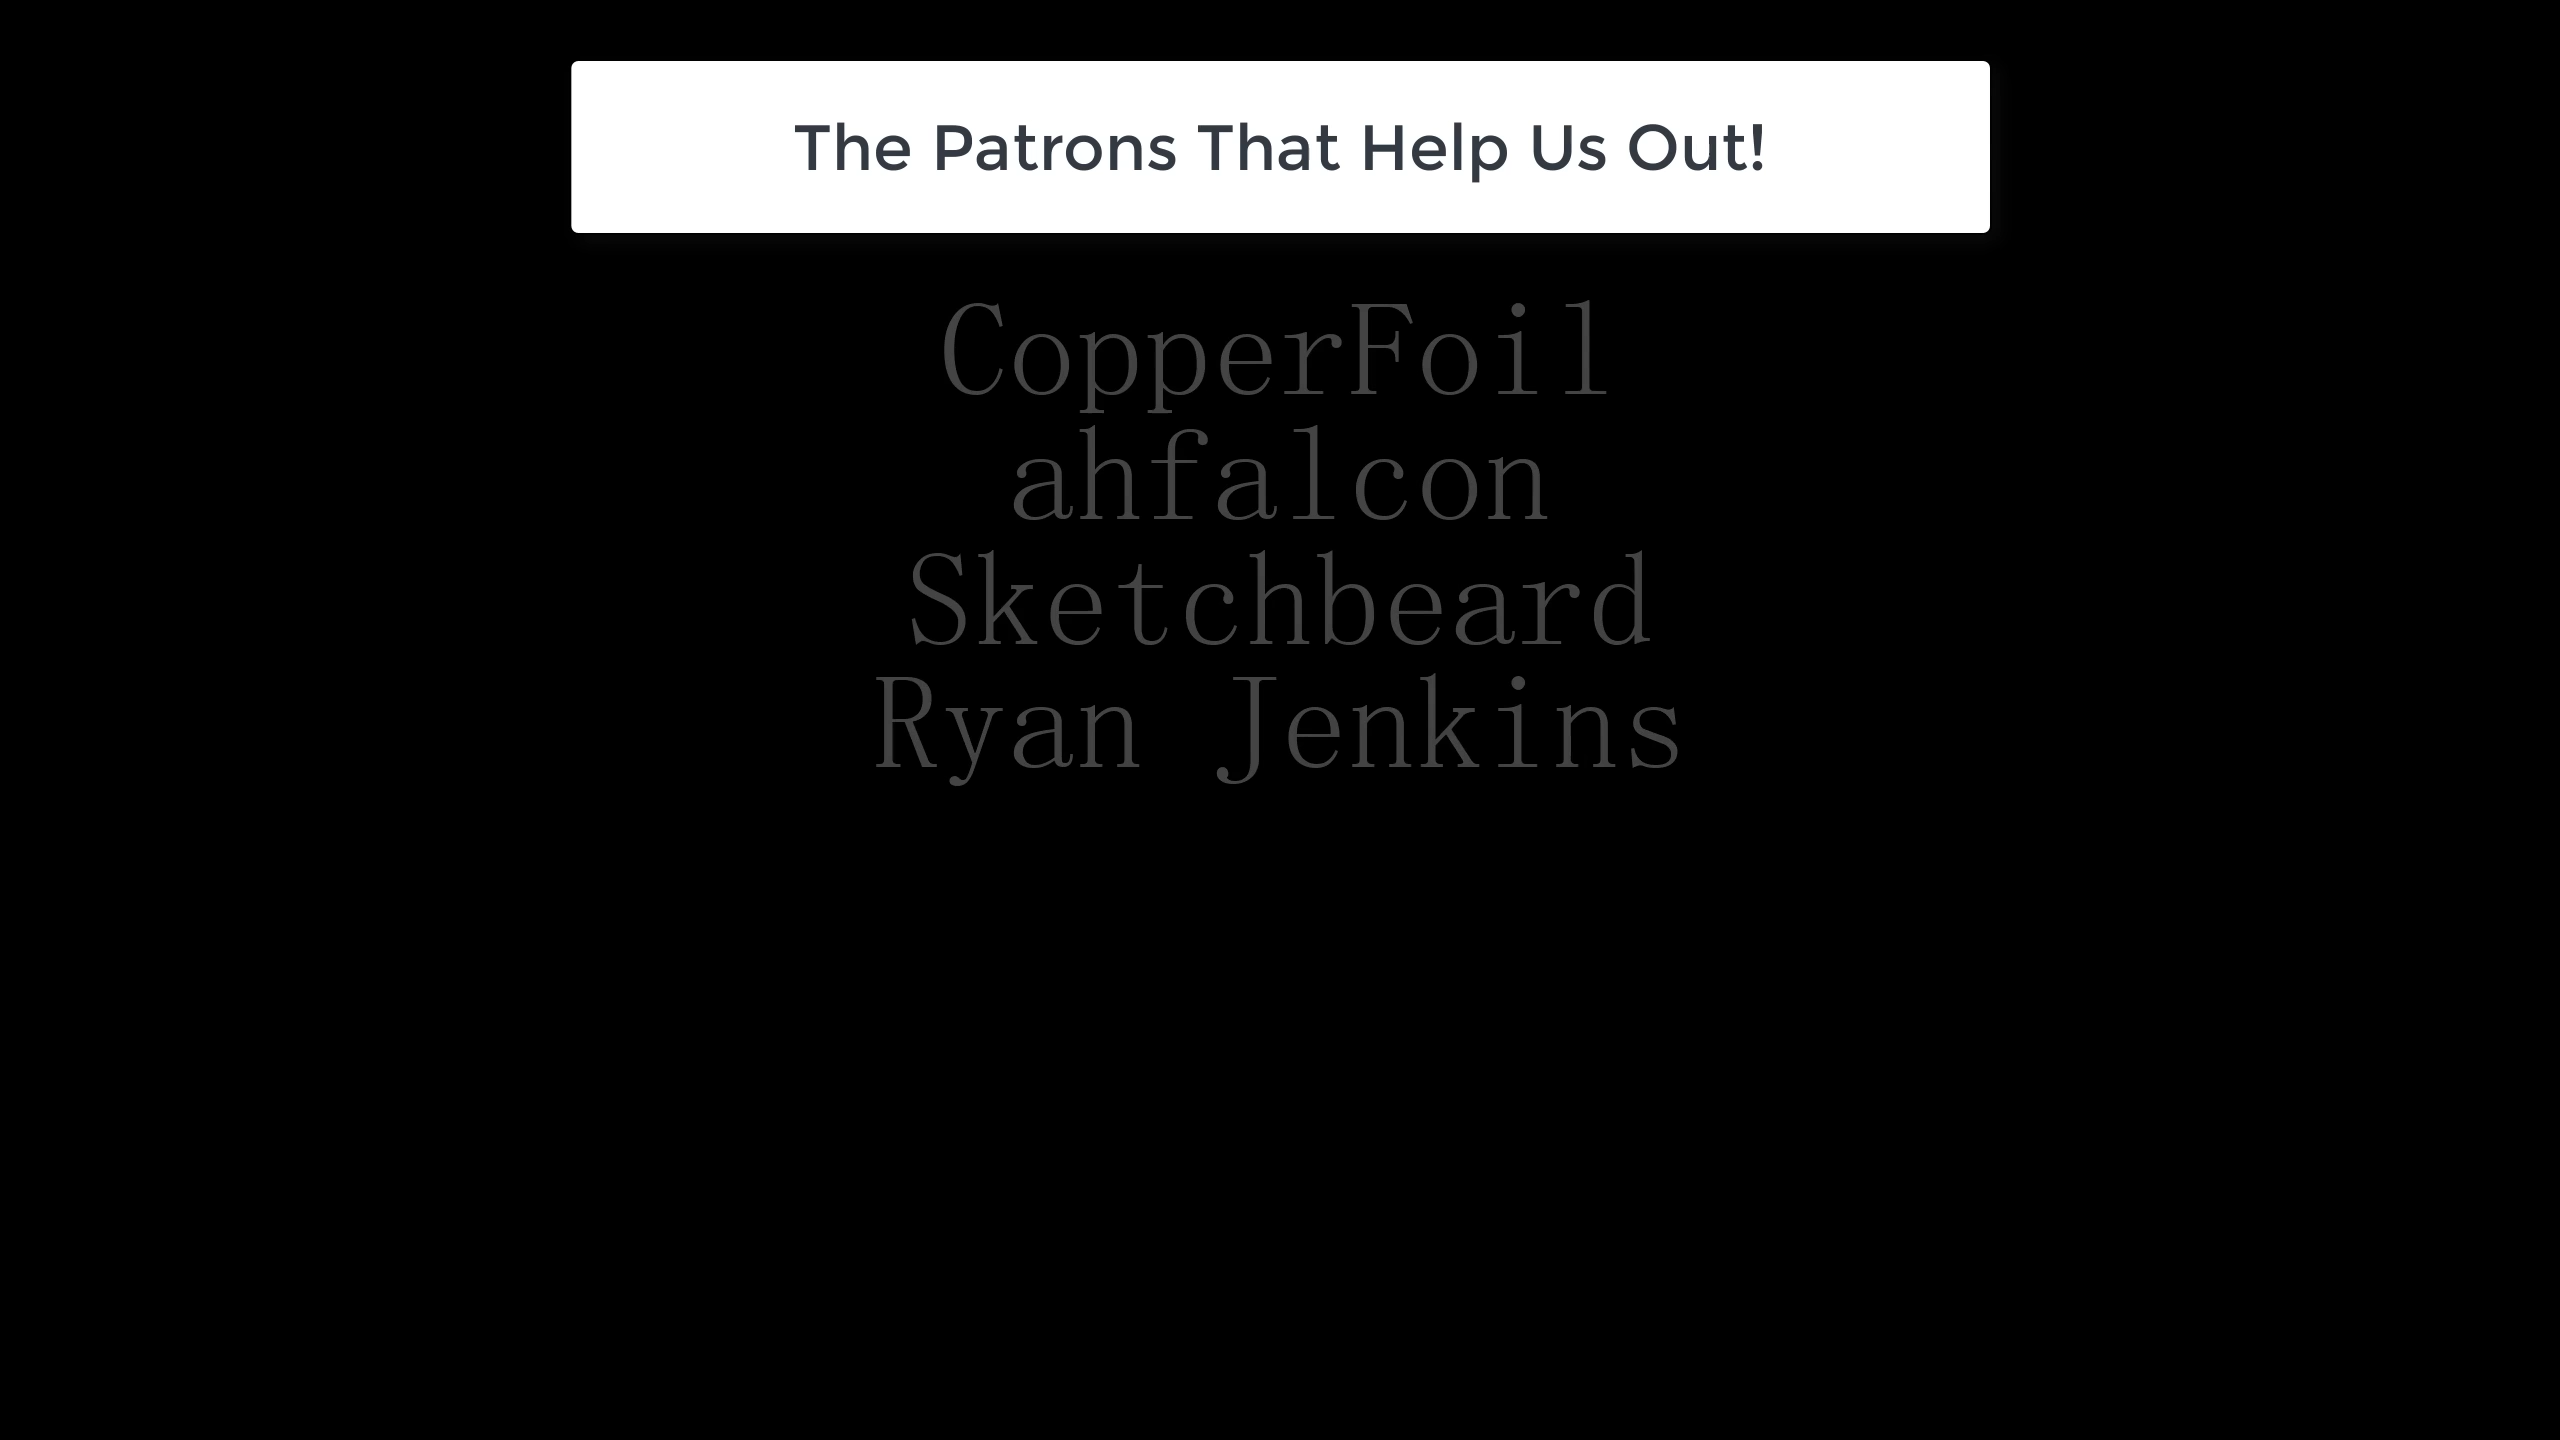 The Patrons That Help Us Out!
CopperFoil
ahfalcon
Sketchbeard
Ryan Jenkins